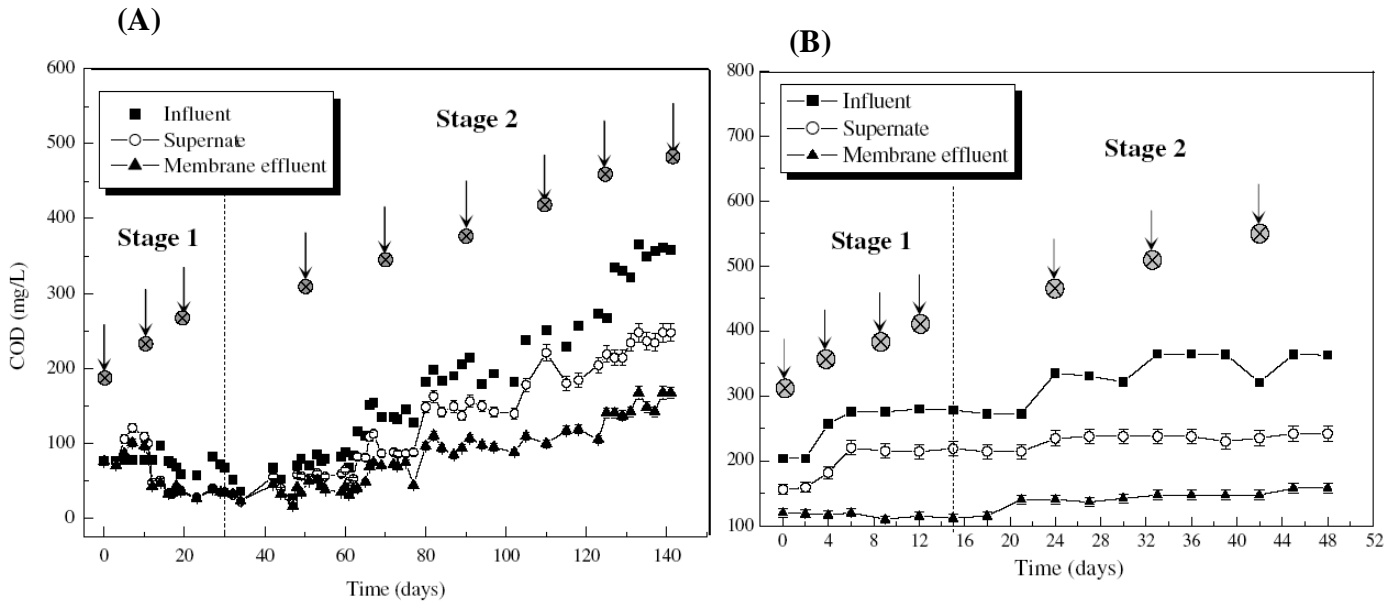 (A)
600
500
400
300
200
100
0
COD (mg/L)
Influent
Supernate
Membrane effluent
Stage 1
Stage 2
0 20 40 60 80 100 120 140
Time (days)
(B)
800
700
600
500
400
300
200
100
Influent
Supernate
Membrane effluent
Stage 1
Stage 2
0 4 8 12 16 20 24 28 32 36 40 44 48 52
Time (days)